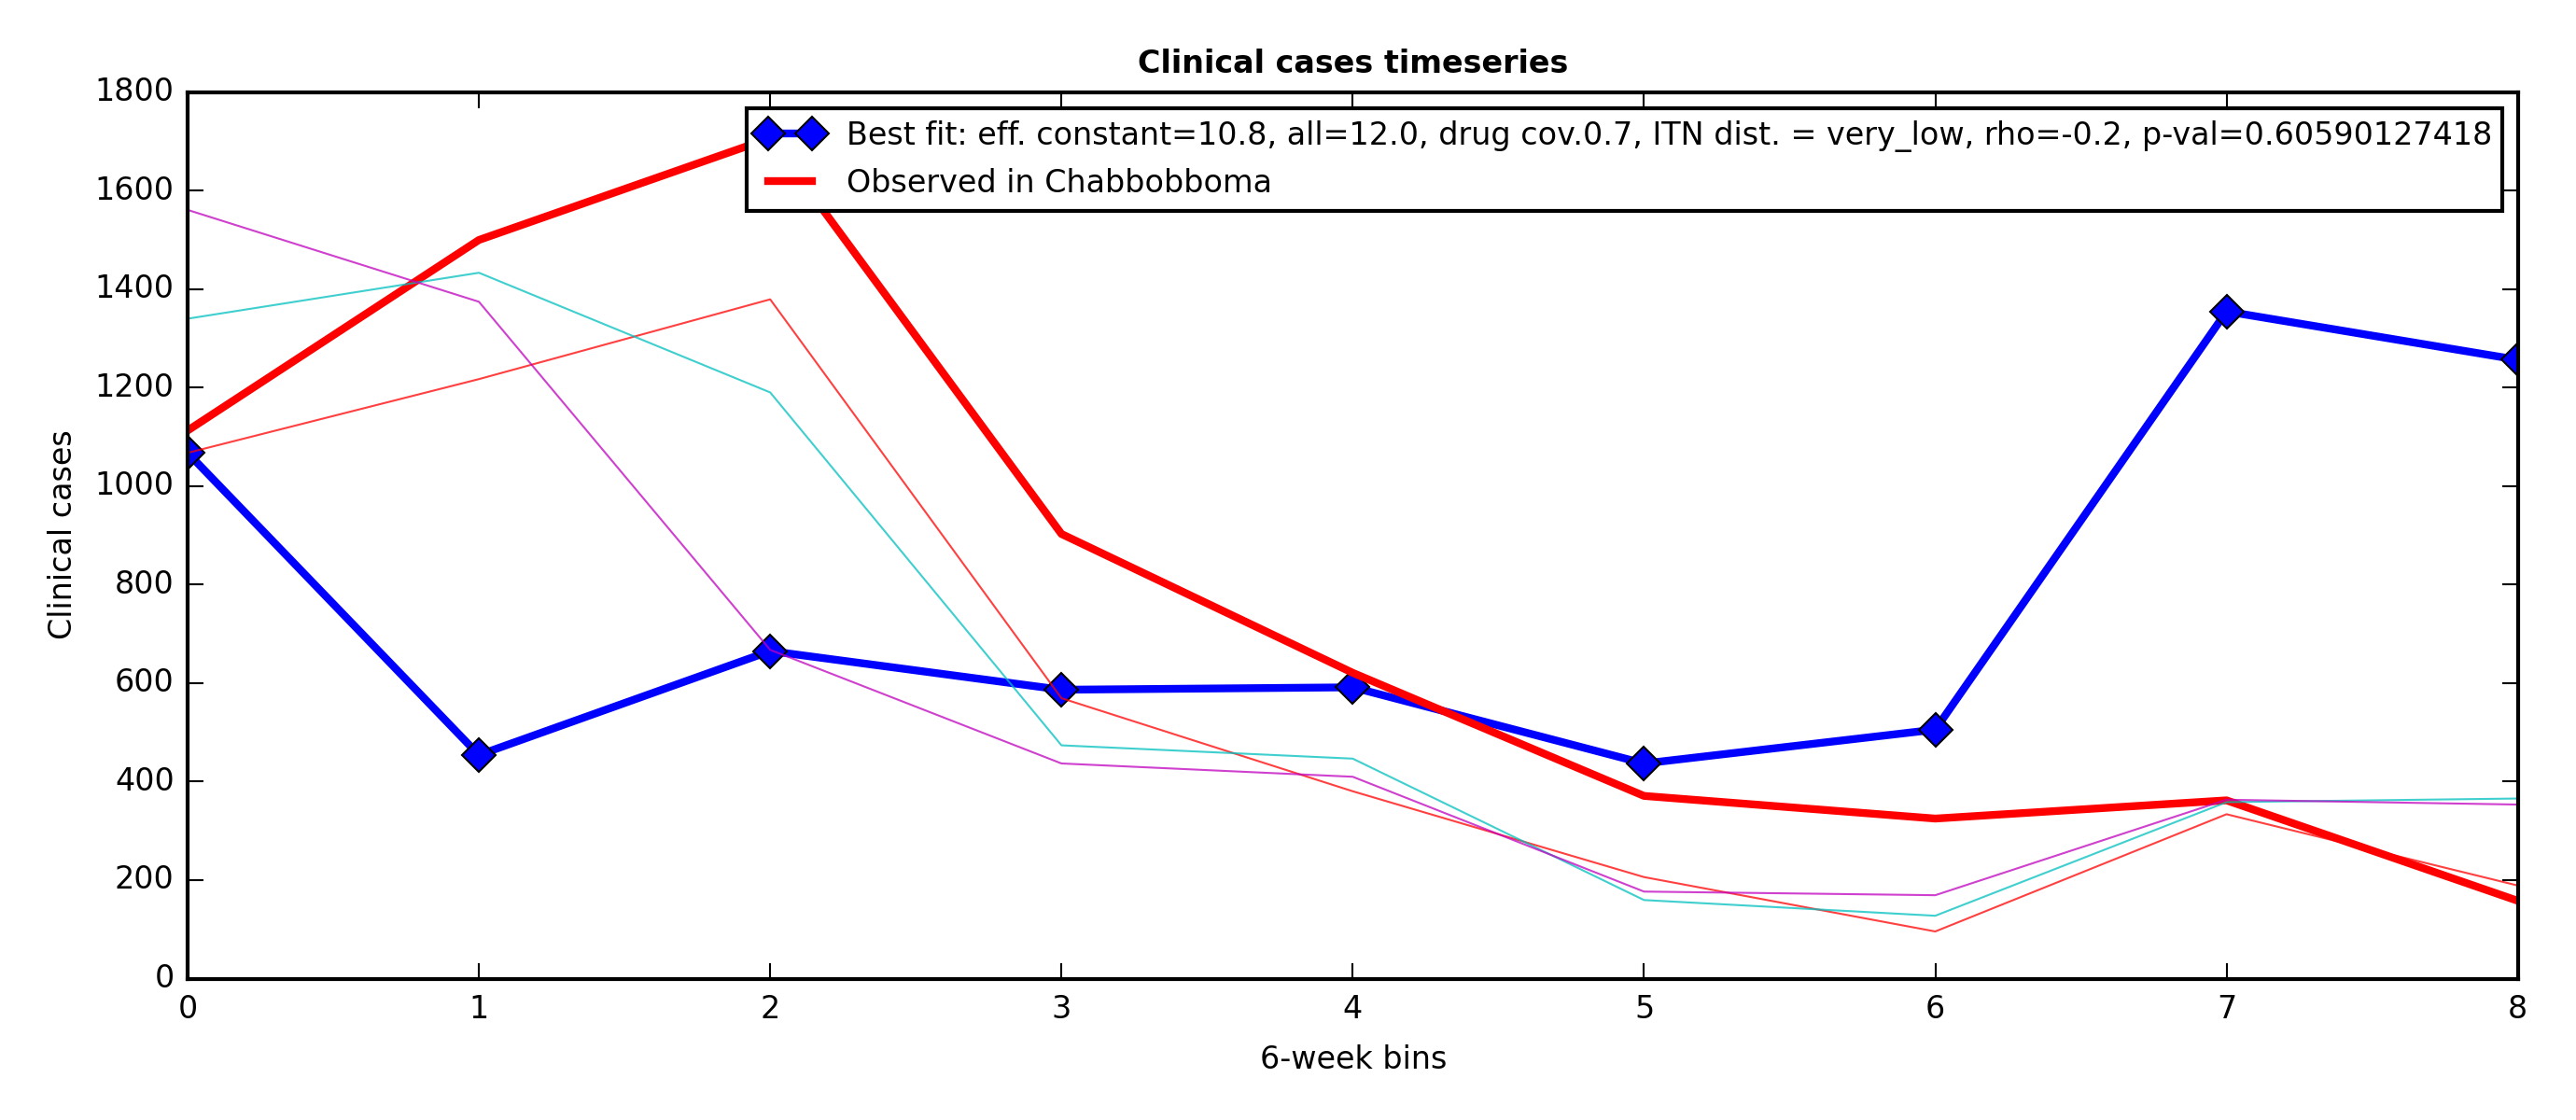 Clinical cases timeseries
1800
1600
1400
1200
1000
800
600
400
200
0
Clinical cases
Best fit: eff. constant=10.8, all=12.0, drug cov.0.7, ITN dist. = very_low, rho=-0.2, p-val=0.60590127418
Observed in Chabbobboma
0 1 2 3 4 5 6 7 8
6-week bins